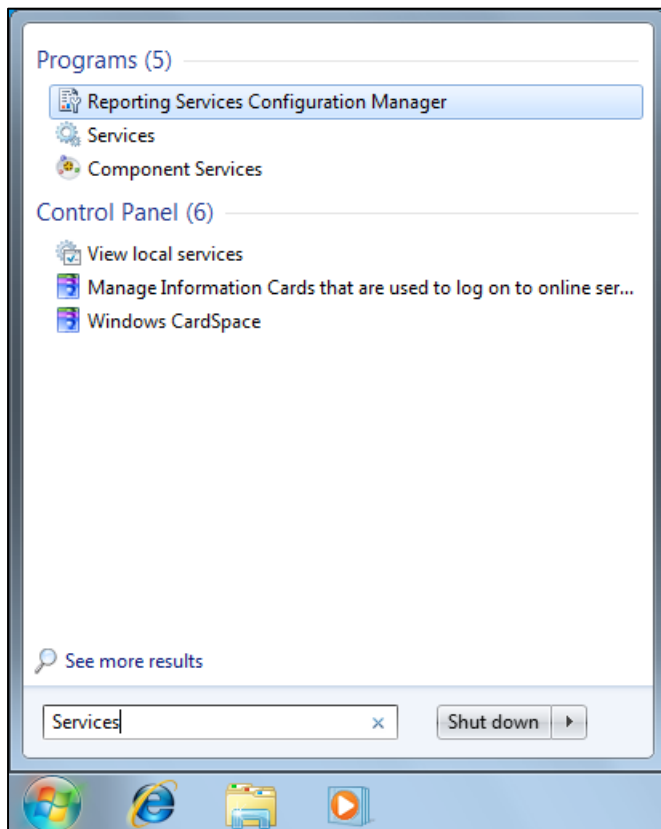 Programs (5)
Reporting Services Configuration Manager
Services
Component Services
Control Panel (6)
View local services
Manage Information Cards that are used to log on to online ser...
Windows CardSpace
See more results
Services
Shut down